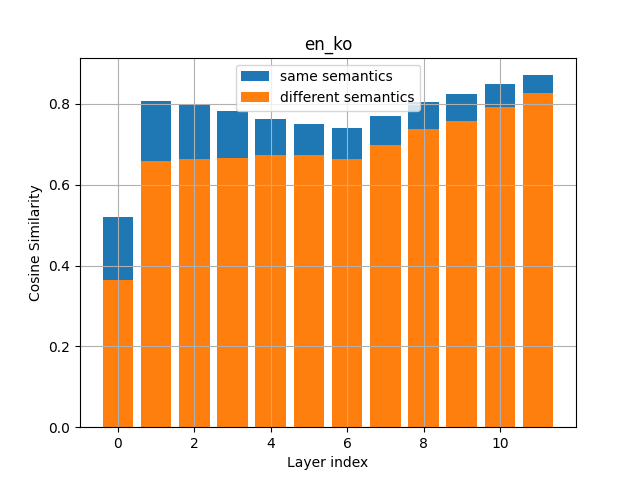 en_ko
same semantics
different semantics
Cosine Similarity
0.8
0.6
0.4
0.2
0.0
0 2 4 6 8 10
Layer index